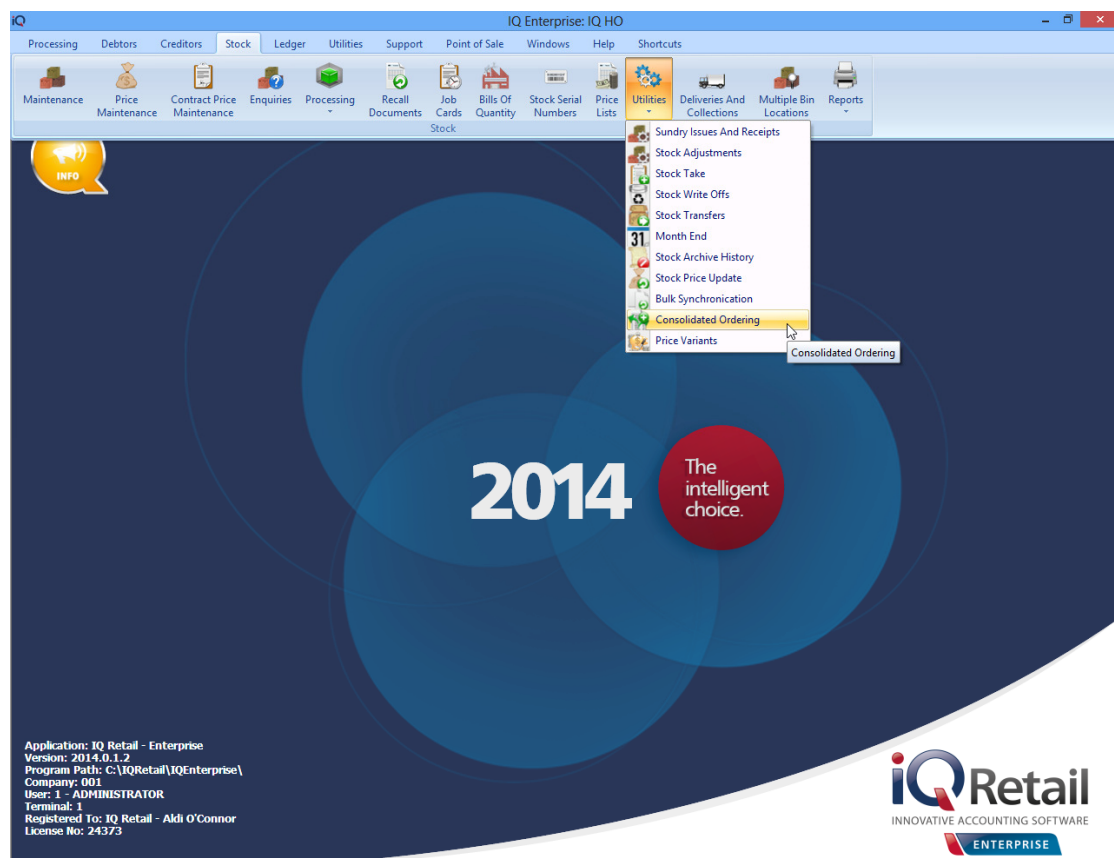 iQ
IQ Enterprise: IQ HO
Processing Debtors Creditors Stock Ledger Utilities Support Point of Sale Windows Help Shortcuts
Maintenance
Price Maintenance
Contract Price Maintenance
Enquiries
Processing
Recall Documents
Job Cards
Bills Of Quantity
Stock Serial Numbers
Price Lists
Utilities
Deliveries And Collections
Multiple Bin Locations
Reports
Stock
Sundry Issues And Receipts
Stock Adjustments
Stock Take
Stock Write Offs
Stock Transfers
31 Month End
Stock Archive History
Stock Price Update
Bulk Synchronication
Consolidated Ordering
Price Variants
Consolidated Ordering
INFO
2014
The
intelligent
choice.
Application: IQ Retail - Enterprise
Version: 2014.0.1.2
Program Path: C:\IQRetail\IQEnterprise\
Company: 001
User: 1 - ADMINISTRATOR
Terminal: 1
Registered To: IQ Retail - Aldi O'Connor
License No: 24373
iQ Retail
INNOVATIVE ACCOUNTING SOFTWARE
ENTERPRISE